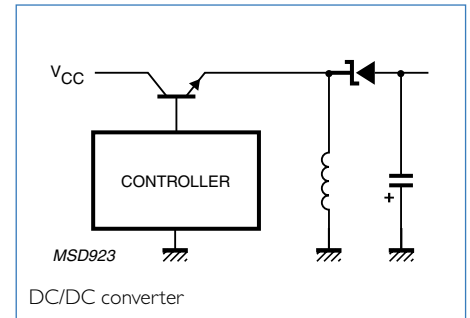 VCC
CONTROLLER
+
MSD923
DC/DC converter